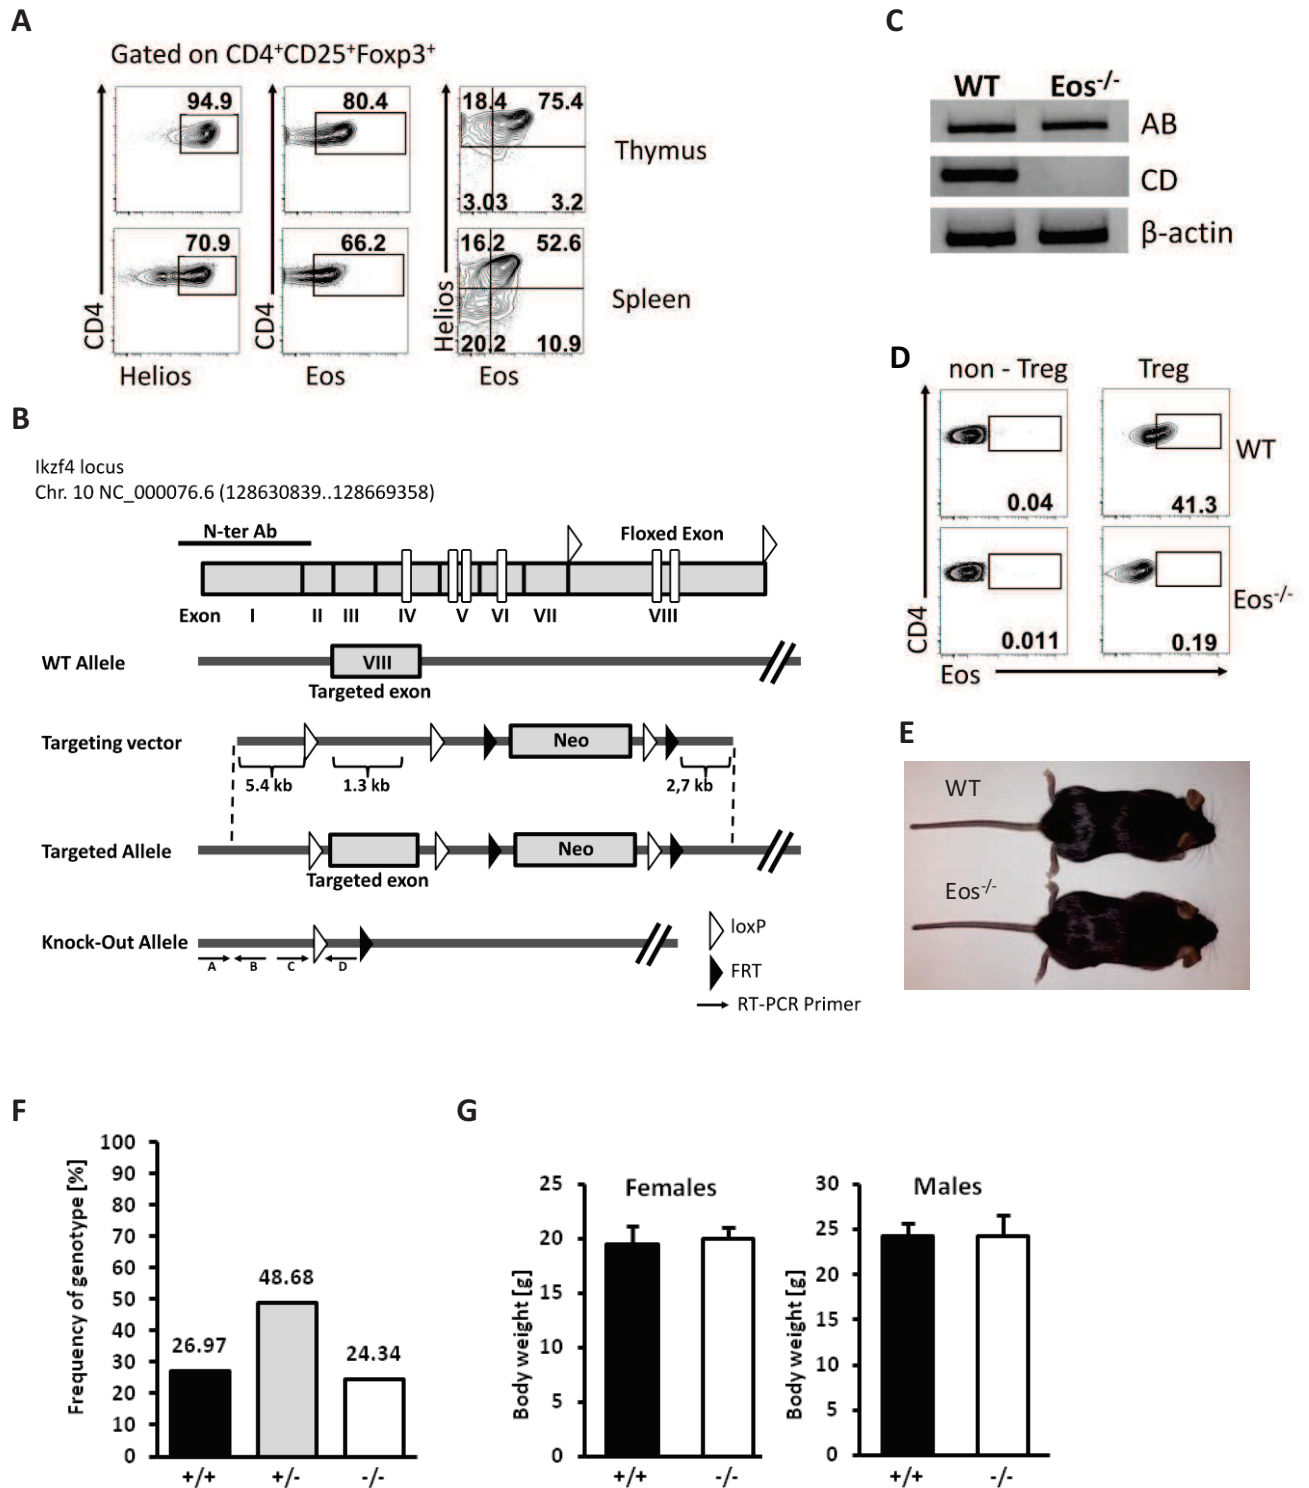 A
Gated on CD4+CD25+Foxp3+
94.9
80.4
18.4 75.4
3.03 3.2
Thymus
70.9
66.2
16.2 52.6
20.2 10.9
Spleen
CD4
CD4
Helios
Helios
Eos
Eos
B
Ikzf4 locus
Chr. 10 NC_000076.6 (128630839..128669358)
N-ter Ab
Floxed Exon
Exon I II III IV V VI VII VIII
WT Allele
VIII
Targeted exon
Targeting vector
Neo
5.4 kb
1.3 kb
2,7 kb
Targeted Allele
Neo
Targeted exon
Knock-Out Allele
A B C D
loxP
FRT
RT-PCR Primer
C
WT Eos-/-
AB
CD
β-actin
D
non - Treg Treg
WT
0.04
41.3
Eos-/-
0.011
0.19
CD4
Eos
E
WT
Eos-/-
F
Frequency of genotype [%]
100
90
80
70
60
50
40
30
20
10
0
26.97
48.68
24.34
+/+ +/- -/-
G
Females
Body weight [g]
25
20
15
10
5
0
+/+ -/-
Males
Body weight [g]
30
25
20
15
10
5
0
+/+ -/-